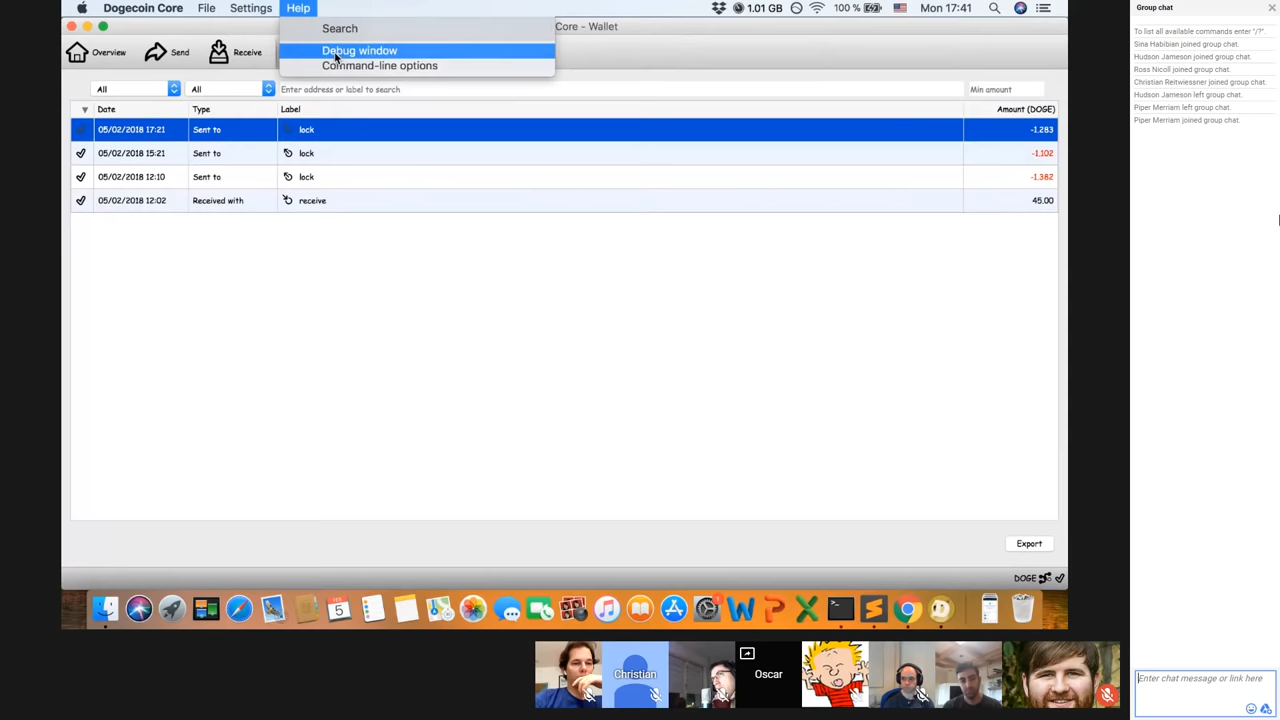 Dogecoin Core File Settings Help 1.01 GB 100 % Mon 17:41
Core - Wallet
Search
Debug window
Command-line options
Overview Send Receive
All All Enter address or label to search Min amount
Date Type Label Amount (DOGE)
05/02/2018 17:21 Sent to lock -1.283
05/02/2018 15:21 Sent to lock -1.102
05/02/2018 12:10 Sent to lock -1.382
05/02/2018 12:02 Received with receive 45.00
Export
DOGE
5
Christian
Oscar
Group chat
To list all available commands enter "/?".
Sina Habibian joined group chat.
Hudson Jameson joined group chat.
Ross Nicoll joined group chat.
Christian Reitwiessner joined group chat.
Hudson Jameson left group chat.
Piper Merriam left group chat.
Piper Merriam joined group chat.
Enter chat message or link here